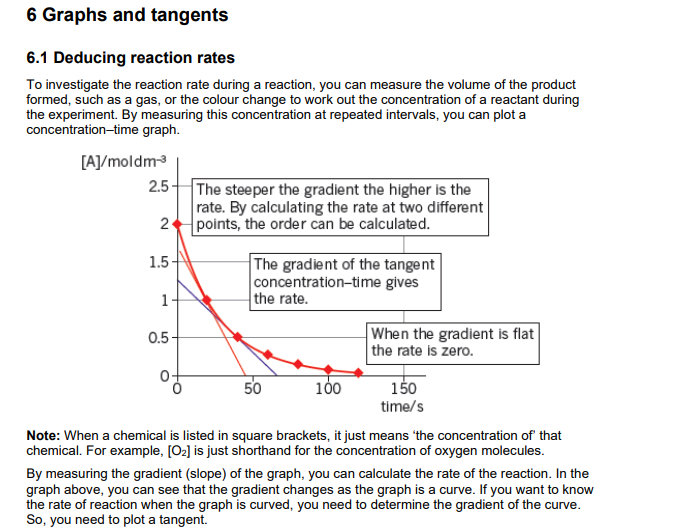 6 Graphs and tangents
6.1 Deducing reaction rates
To investigate the reaction rate during a reaction, you can measure the volume of the product
formed, such as a gas, or the colour change to work out the concentration of a reactant during
the experiment. By measuring this concentration at repeated intervals, you can plot a
concentration–time graph.
[A]/moldm⁻³
2.5
The steeper the gradient the higher is the
rate. By calculating the rate at two different
2
points, the order can be calculated.
1.5
The gradient of the tangent
concentration–time gives
1
the rate.
0.5
When the gradient is flat
the rate is zero.
0
0
50
100
150
time/s
Note: When a chemical is listed in square brackets, it just means ‘the concentration of’ that
chemical. For example, [O₂] is just shorthand for the concentration of oxygen molecules.
By measuring the gradient (slope) of the graph, you can calculate the rate of the reaction. In the
graph above, you can see that the gradient changes as the graph is a curve. If you want to know
the rate of reaction when the graph is curved, you need to determine the gradient of the curve.
So, you need to plot a tangent.